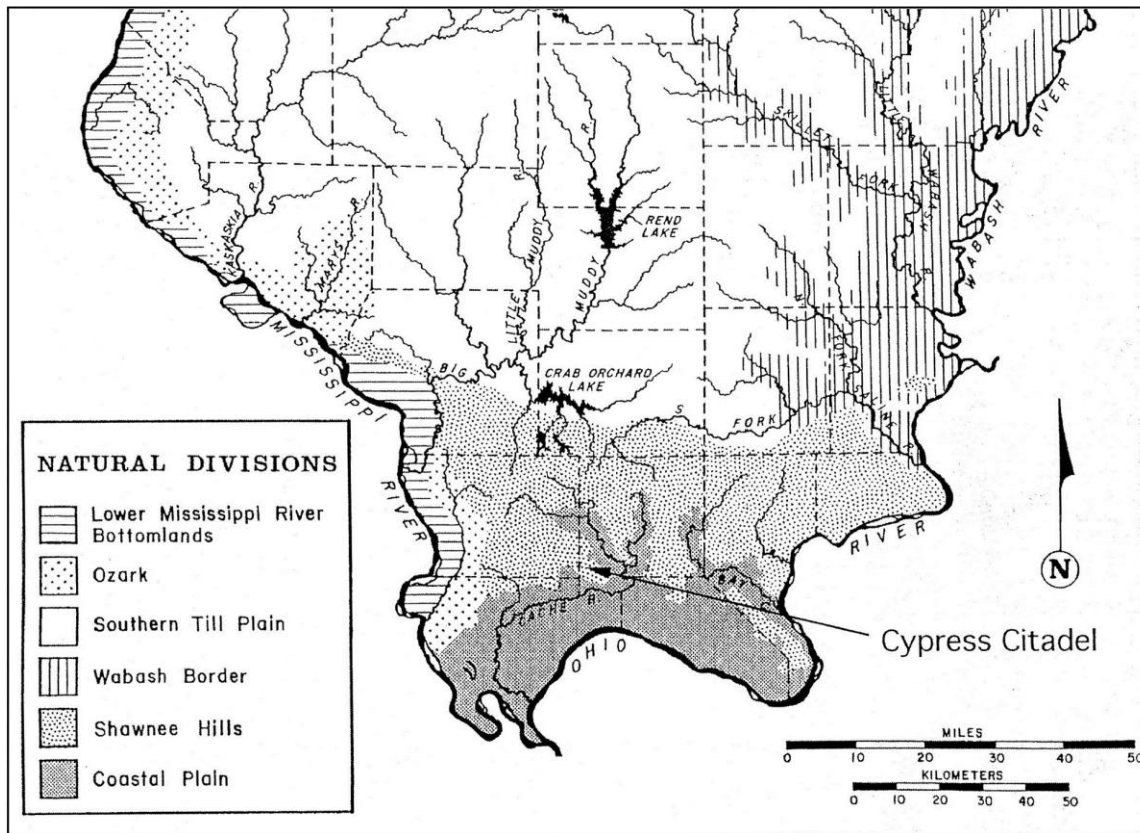 SKILLET
FORK
LITTLE
WABASH
R.
WABASH
RIVER
R.
R.
REND
LAKE
KASKASKIA
R.
MARYS
R.
LITTLE
MUDDY
MUDDY
BIG
MISSISSIPPI
RIVER
CRAB ORCHARD
LAKE
S
FORK
N
FORK
SALINE R.
NATURAL DIVISIONS
Lower Mississippi River
Bottomlands
Ozark
Southern Till Plain
Wabash Border
Shawnee Hills
Coastal Plain
CACHE R.
BAY
OHIO
RIVER
N
Cypress Citadel
MILES
0 10 20 30 40 50
KILOMETERS
0 10 20 30 40 50